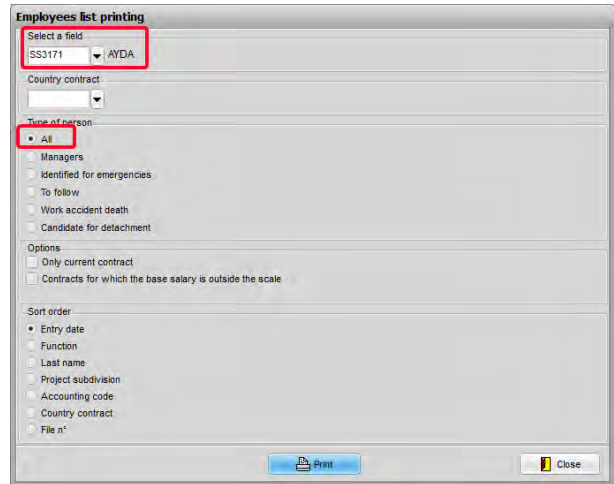 Employees list printing
Select a field
SS3171 AYDA
Country contract
Type of person
All
Managers
Identified for emergencies
To follow
Work accident death
Candidate for detachment
Options
Only current contract
Contracts for which the base salary is outside the scale
Sort order
Entry date
Function
Last name
Project subdivision
Accounting code
Country contract
File n°
Print Close